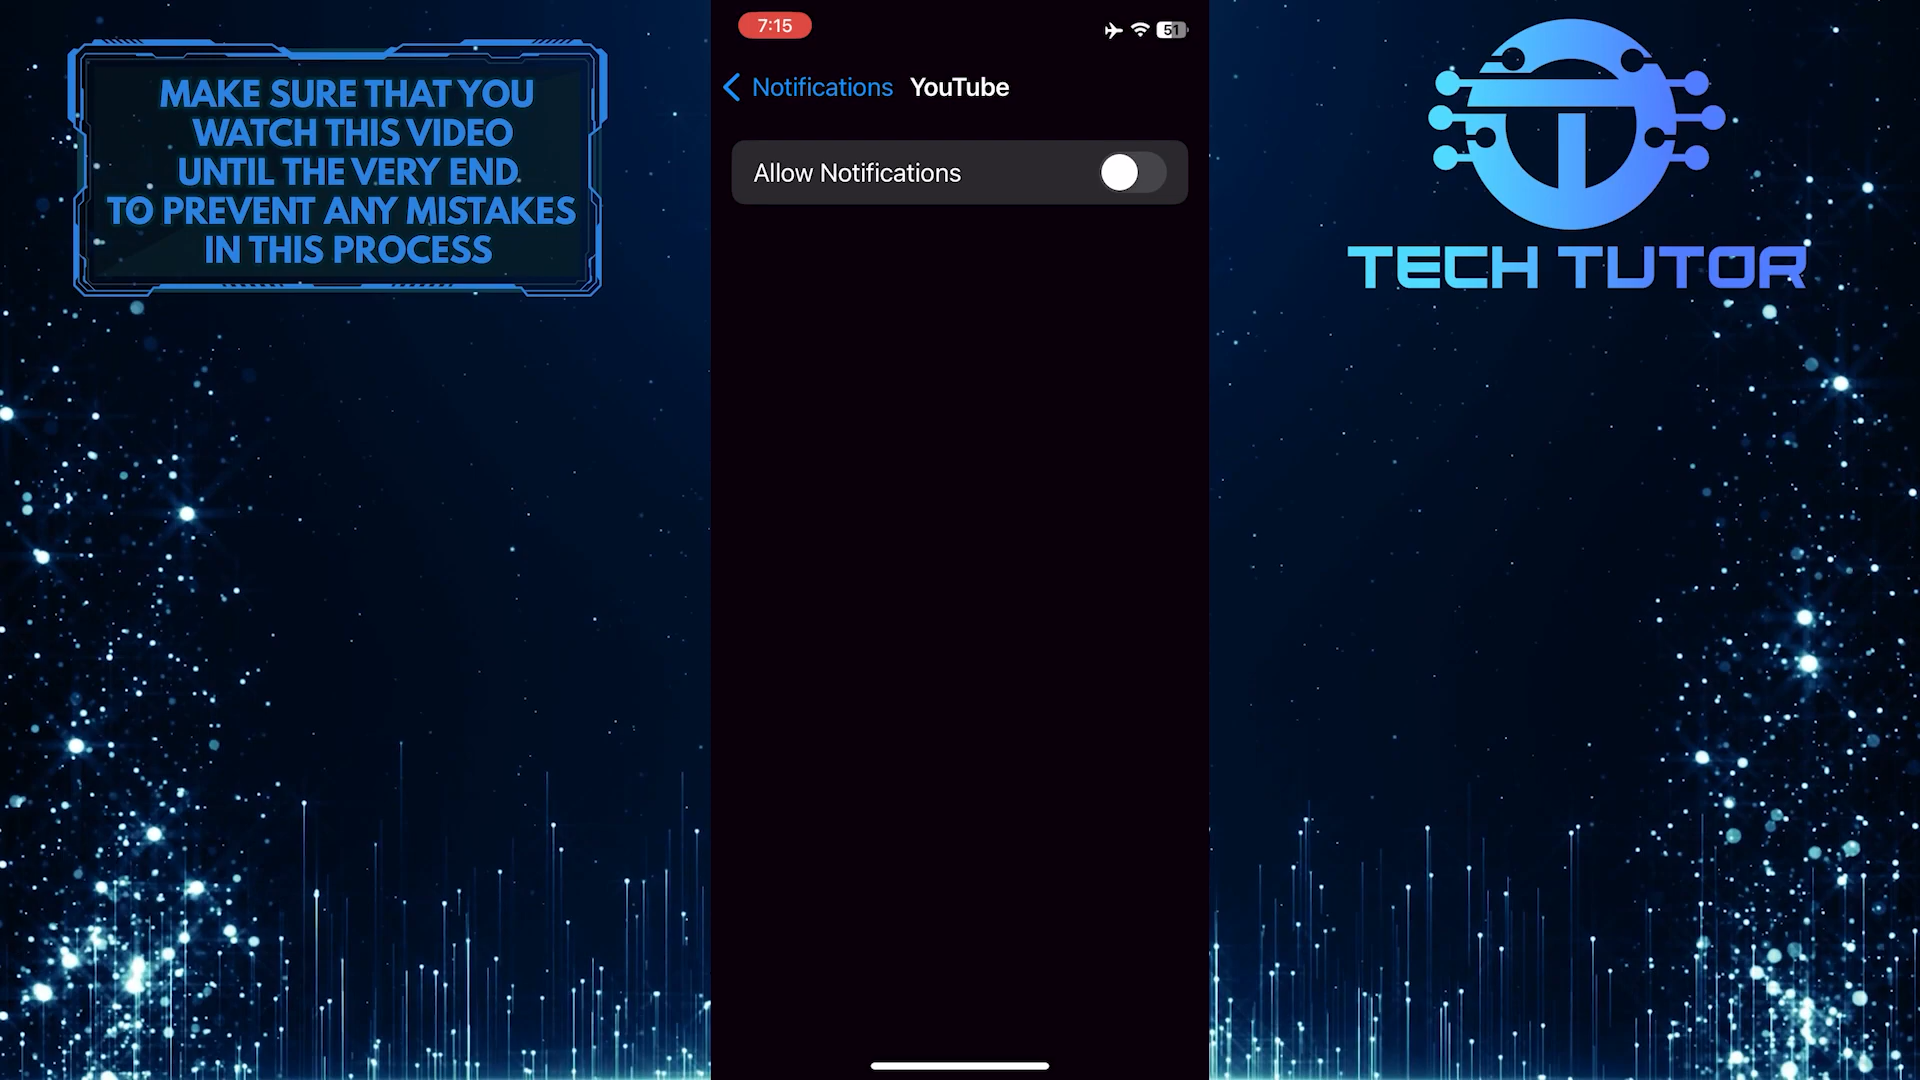 MAKE SURE THAT YOU
WATCH THIS VIDEO
UNTIL THE VERY END
TO PREVENT ANY MISTAKES
IN THIS PROCESS
7:15
51
Notifications YouTube
Allow Notifications
TECH TUTOR